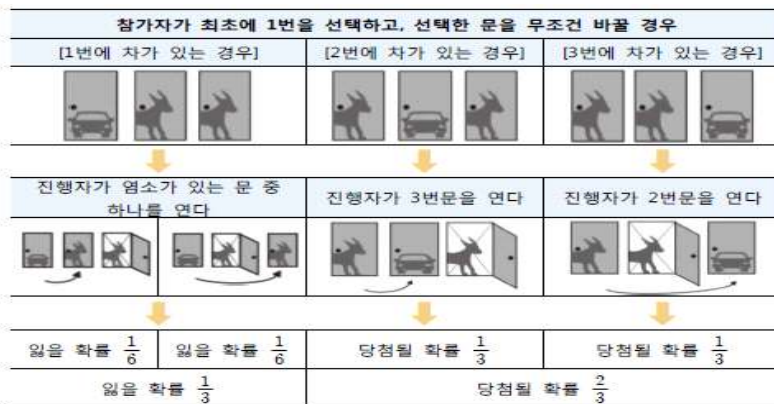 참가자가 최초에 1번을 선택하고, 선택한 문을 무조건 바꿀 경우
[1번에 차가 있는 경우] [2번에 차가 있는 경우] [3번에 차가 있는 경우]
진행자가 염소가 있는 문 중
하나를 연다
진행자가 3번문을 연다
진행자가 2번문을 연다
잃을 확률 1/6 잃을 확률 1/6 당첨될 확률 1/3 당첨될 확률 1/3
잃을 확률 1/3 당첨될 확률 2/3